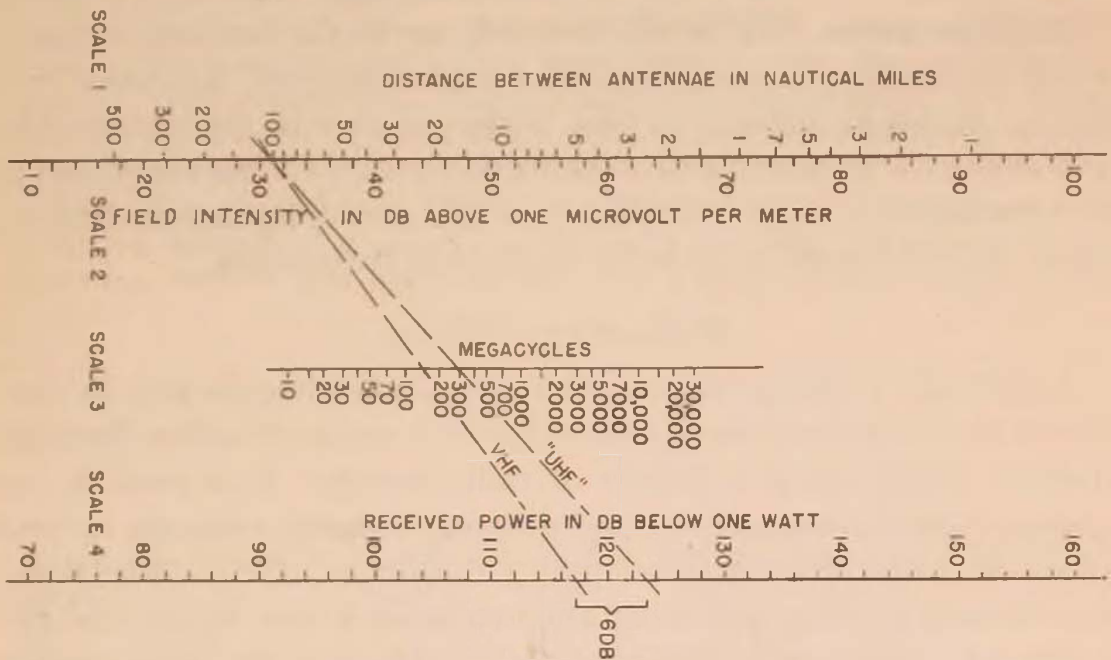 SCALE 1
DISTANCE BETWEEN ANTENNAE IN NAUTICAL MILES
500 300 200 100 50 30 20 10 5 3 2 1 .7 .5 .3 .2 .1
10 20 30 40 50 60 70 80 90 100
FIELD INTENSITY IN DB ABOVE ONE MICROVOLT PER METER
SCALE 2
SCALE 3
MEGACYCLES
10 20 30 50 70 100 200 300 500 700 1000 2000 3000 5000 7000 10,000 20,000 30,000
VHF
"UHF"
SCALE 4
RECEIVED POWER IN DB BELOW ONE WATT
70 80 90 100 110 120 130 140 150 160
6DB